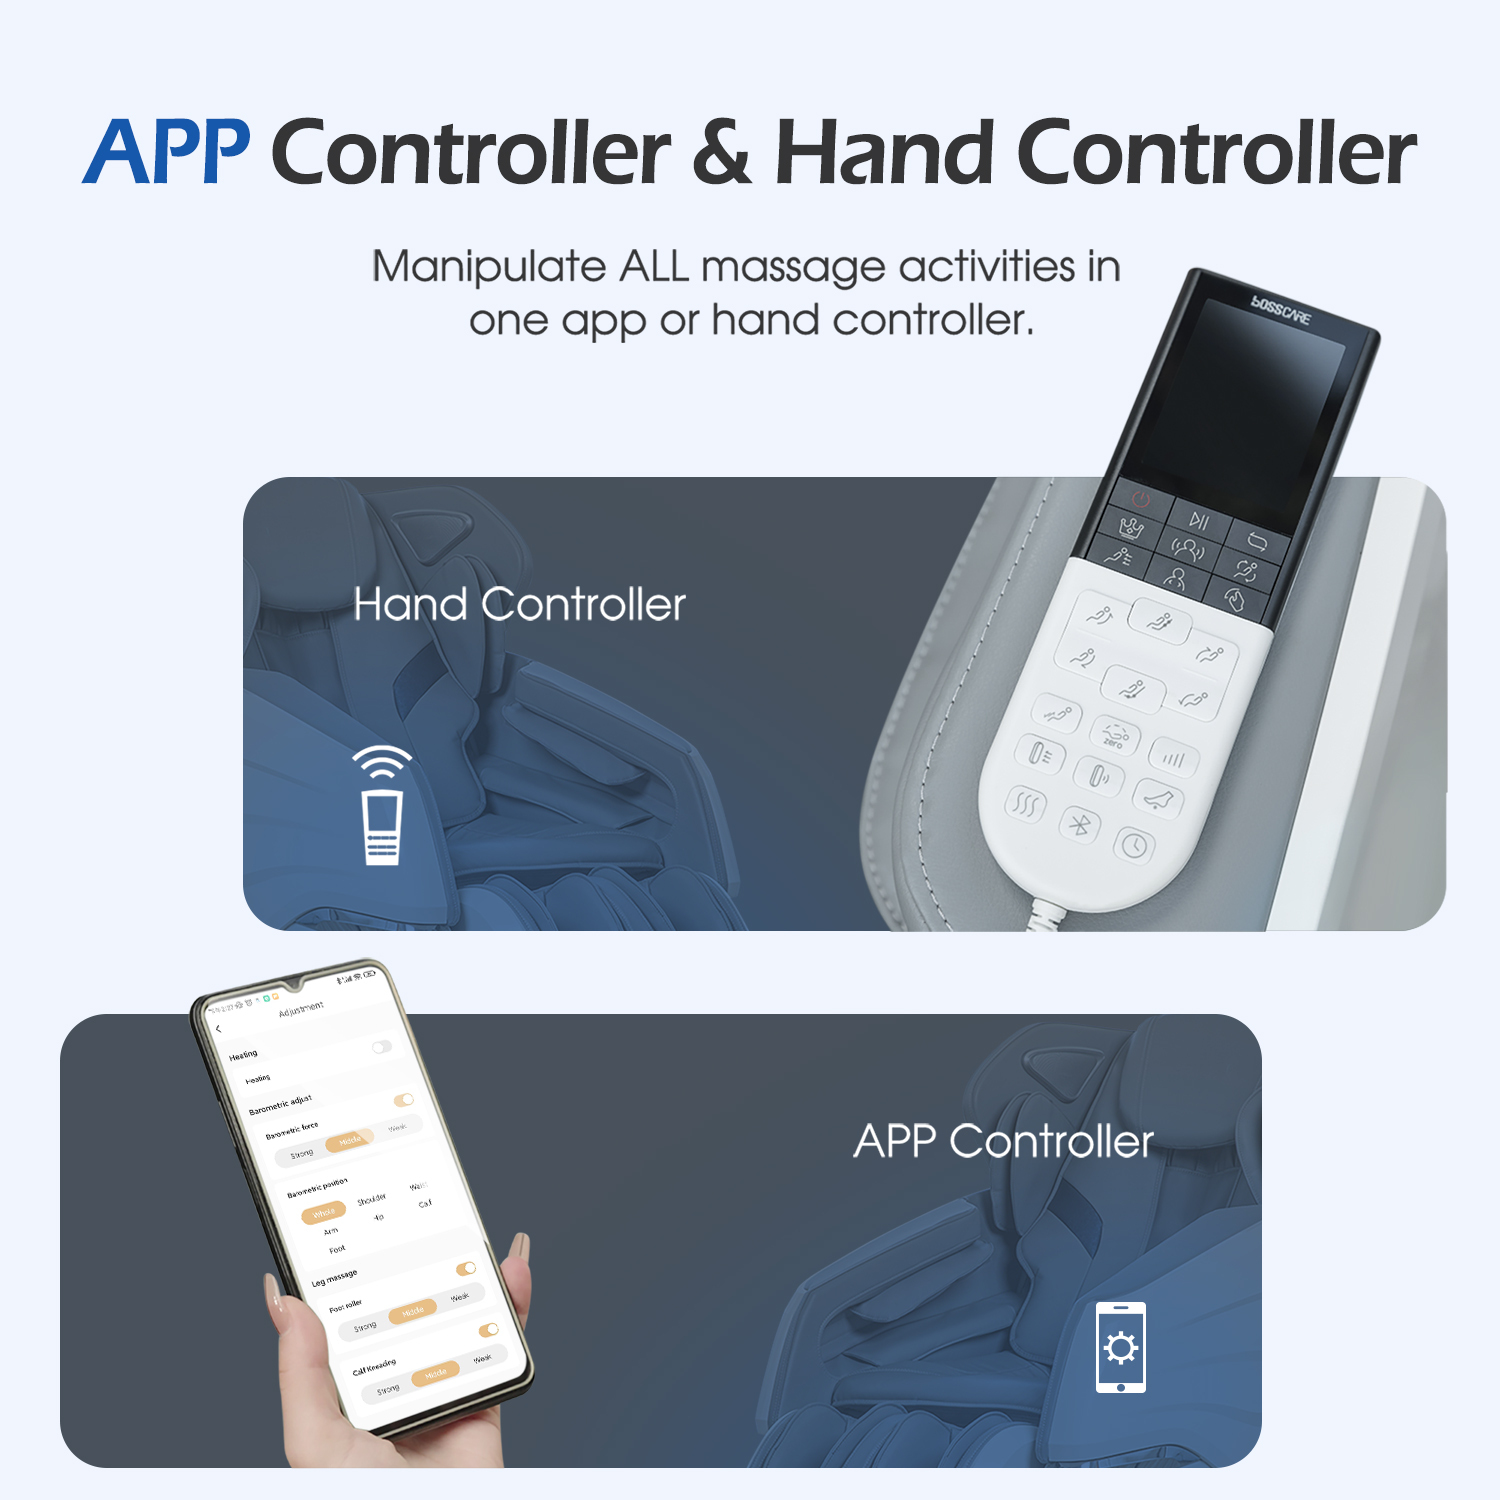 APP Controller & Hand Controller
Manipulate ALL massage activities in
one app or hand controller.
bOSSCARE
Hand Controller
zero
APP Controller
Adjustment
Heating
Heating
Barometric adjust
Barometric force
Strong Middle Weak
Barometric position
Whole Shoulder
Arm Hip Calf
Foot
Leg massage
Foot roller
Strong Middle Weak
Calf Kneading
Strong Middle Weak